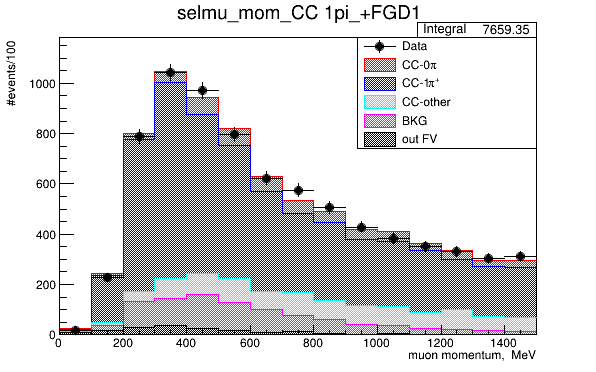 selmu_mom_CC 1pi_+FGD1
Integral 7659.35
Data
CC-0π
CC-1π⁺
CC-other
BKG
out FV
#events/100
1000
800
600
400
200
0
0 200 400 600 800 1000 1200 1400
muon momentum, MeV